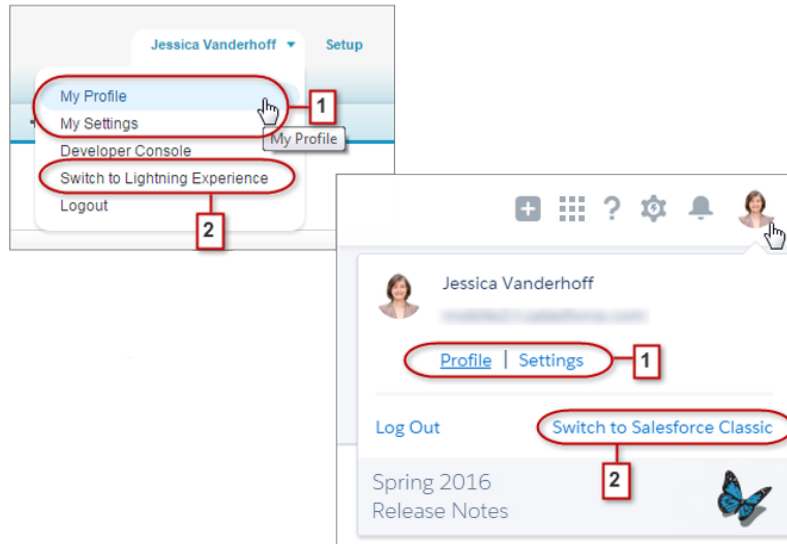 Jessica Vanderhoff Setup
My Profile
1
My Settings
My Profile
Developer Console
Switch to Lightning Experience
Logout
2
?
Jessica Vanderhoff
Profile | Settings
1
Log Out Switch to Salesforce Classic
2
Spring 2016
Release Notes